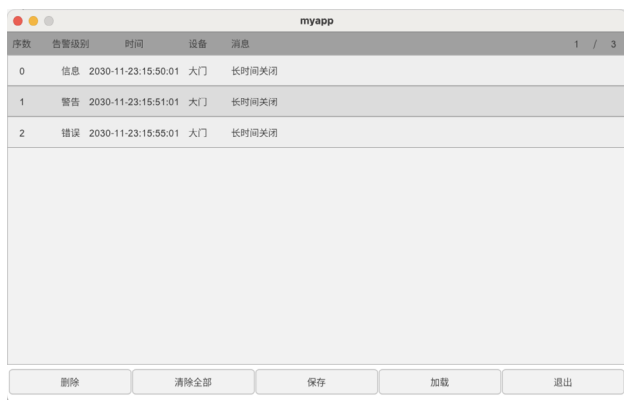 myapp
序数 告警级别 时间 设备 消息 1 / 3
0 信息 2030-11-23:15:50:01 大门 长时间关闭
1 警告 2030-11-23:15:51:01 大门 长时间关闭
2 错误 2030-11-23:15:55:01 大门 长时间关闭
删除 清除全部 保存 加载 退出